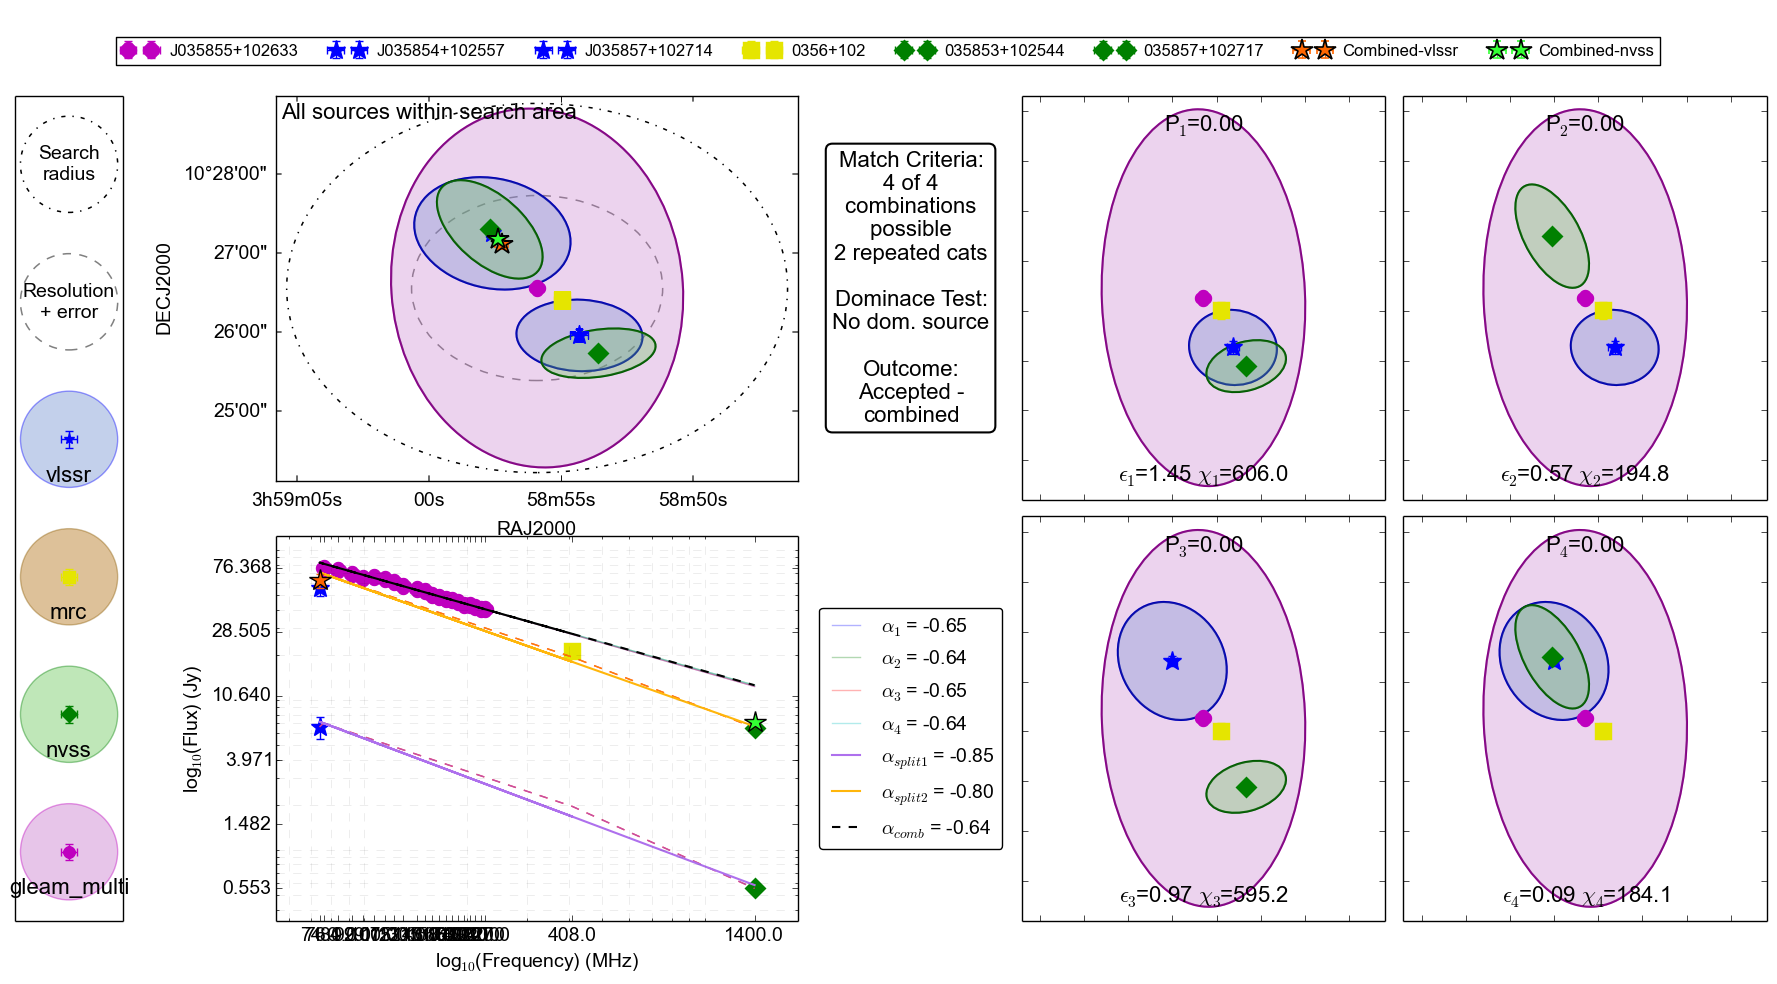 J035855+102633 J035854+102557 J035857+102714 0356+102 035853+102544 035857+102717 Combined-vlssr Combined-nvss
Search
radius
Resolution
+ error
vlssr
mrc
nvss
gleam_multi
All sources within search area
DECJ2000
10°28'00"
27'00"
26'00"
25'00"
3h59m05s 00s 58m55s 58m50s
RAJ2000
Match Criteria:
4 of 4
combinations
possible
2 repeated cats
Dominace Test:
No dom. source
Outcome:
Accepted -
combined
P1=0.00
ϵ1=1.45 χ1=606.0
P2=0.00
ϵ2=0.57 χ2=194.8
P3=0.00
ϵ3=0.97 χ3=595.2
P4=0.00
ϵ4=0.09 χ4=184.1
log10(Flux) (Jy)
76.368
28.505
10.640
3.971
1.482
0.553
408.0 1400.0
log10(Frequency) (MHz)
α1 = -0.65
α2 = -0.64
α3 = -0.65
α4 = -0.64
αsplit1 = -0.85
αsplit2 = -0.80
αcomb = -0.64